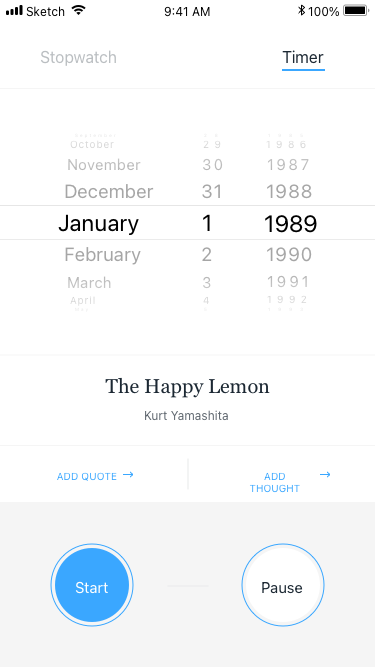 Sketch 9:41 AM 100%
Stopwatch Timer
October 29 1986
November 30 1987
December 31 1988
January 1 1989
February 2 1990
March 3 1991
April 4 1992
The Happy Lemon
Kurt Yamashita
ADD QUOTE → ADD →
THOUGHT
Start Pause